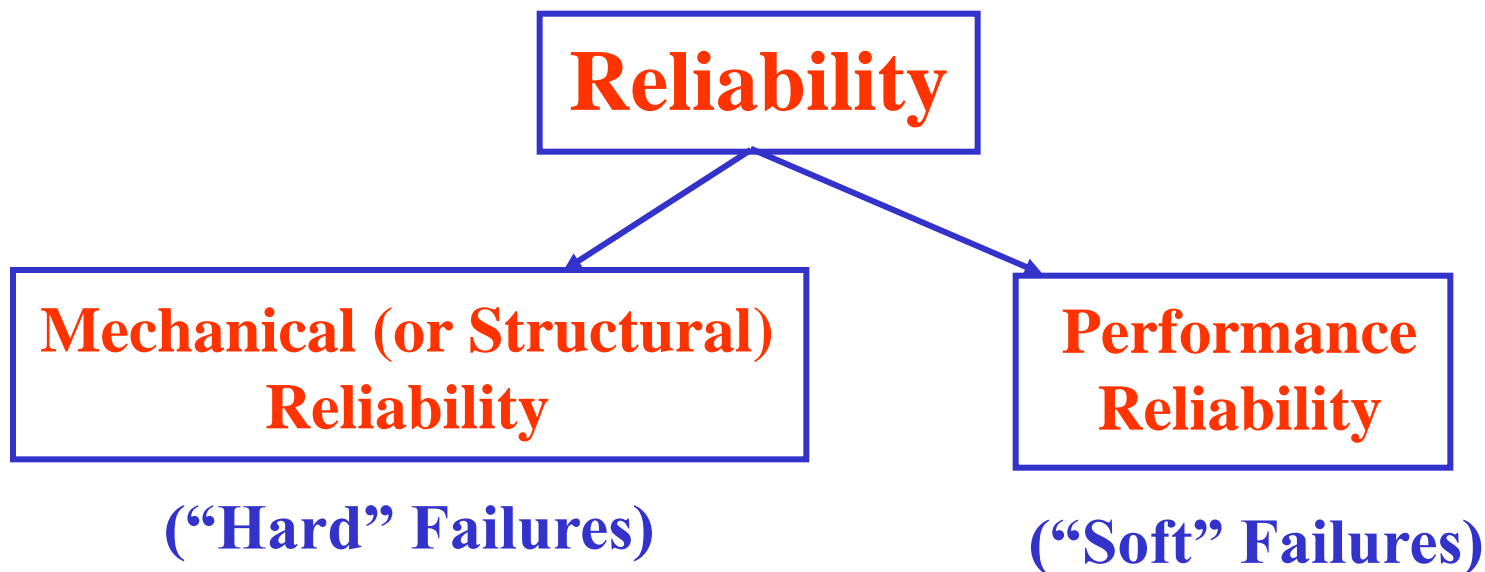 Reliability
Mechanical (or Structural)
Reliability
(“Hard” Failures)
Performance
Reliability
(“Soft” Failures)